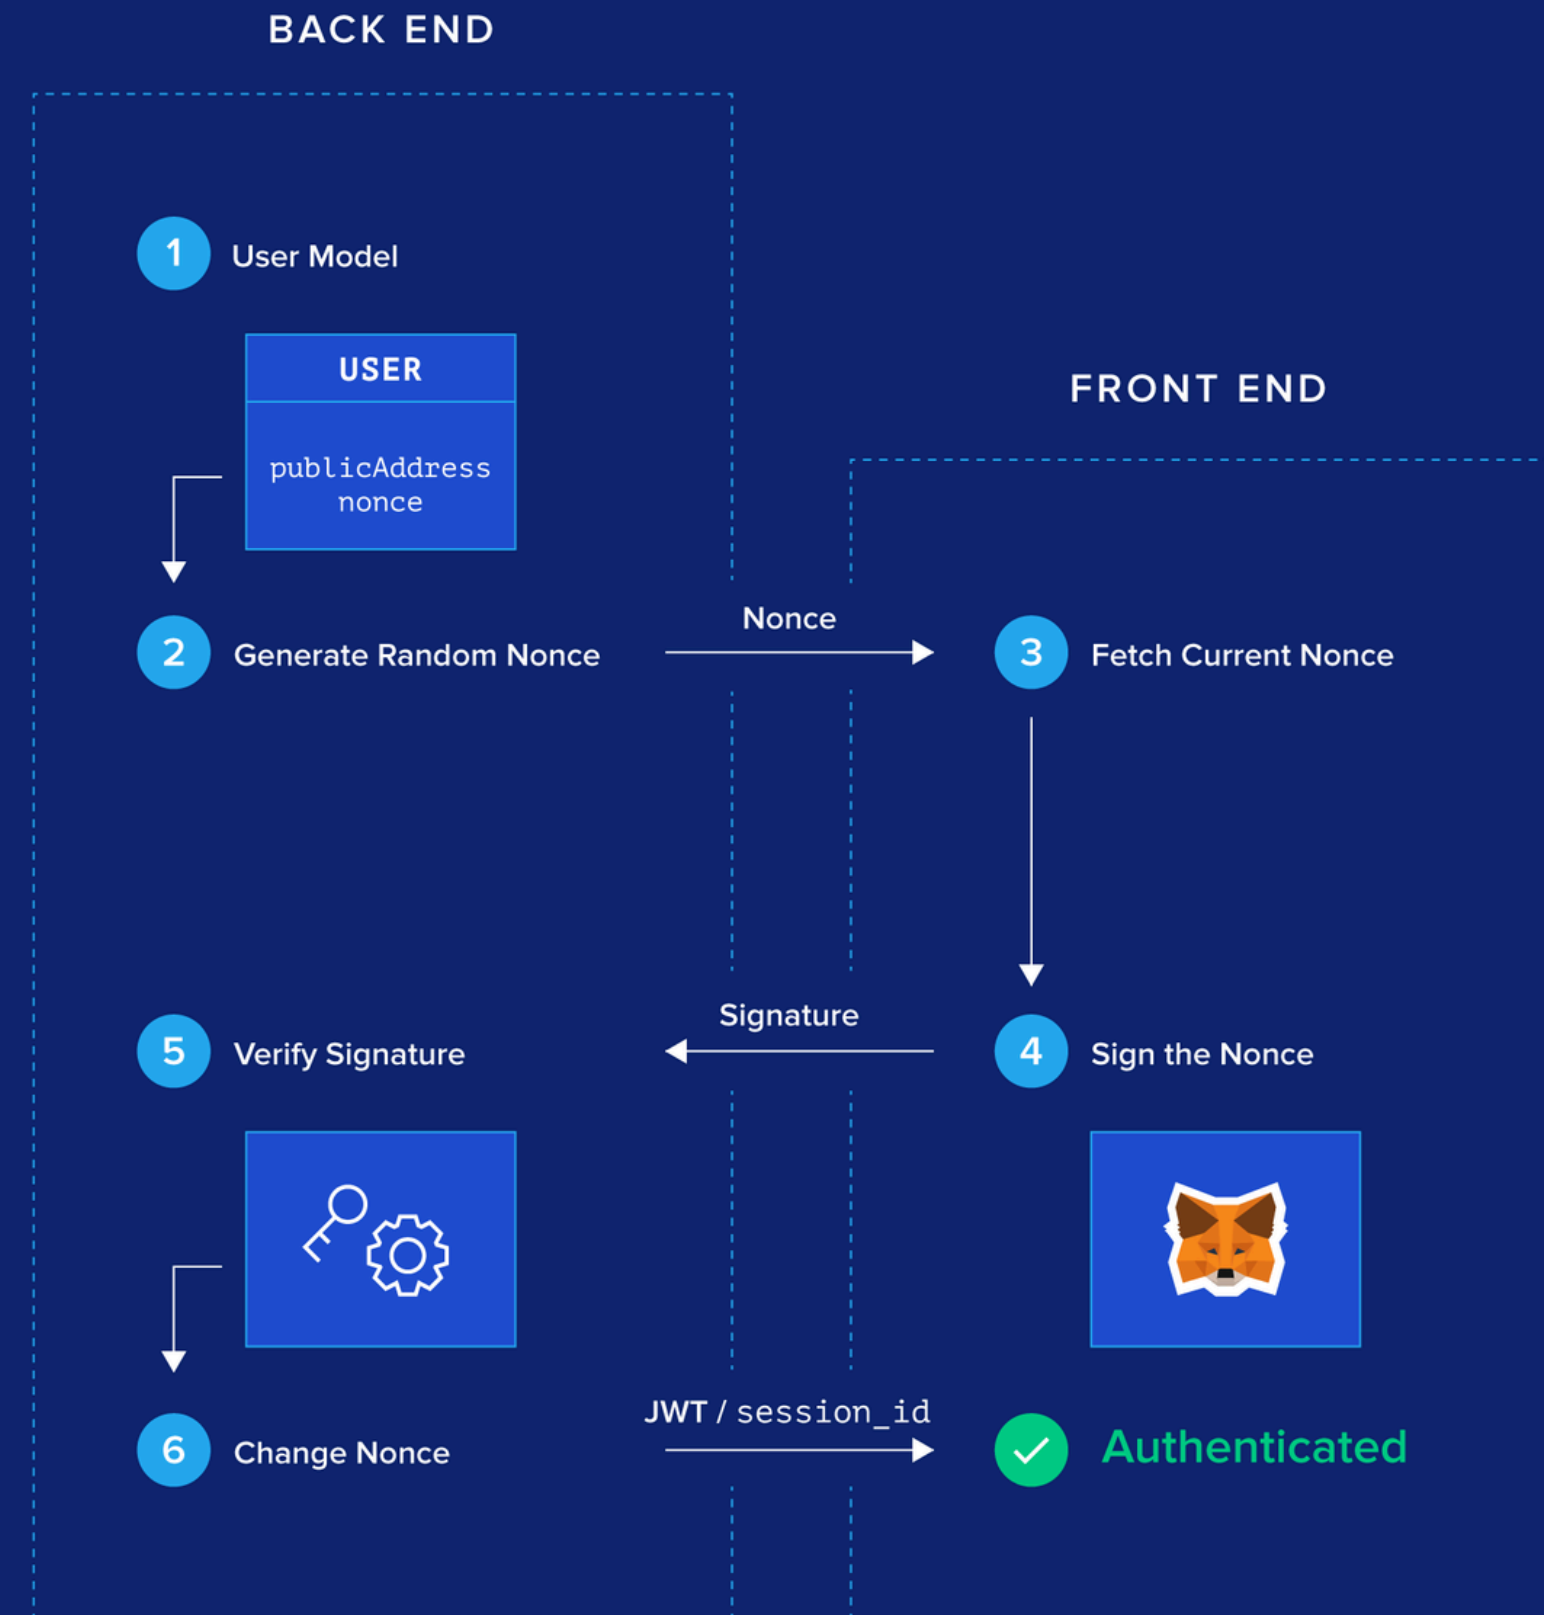 BACK END
1 User Model
USER
publicAddress
nonce
FRONT END
2 Generate Random Nonce
Nonce
3 Fetch Current Nonce
5 Verify Signature
Signature
4 Sign the Nonce
6 Change Nonce
JWT / session_id
Authenticated